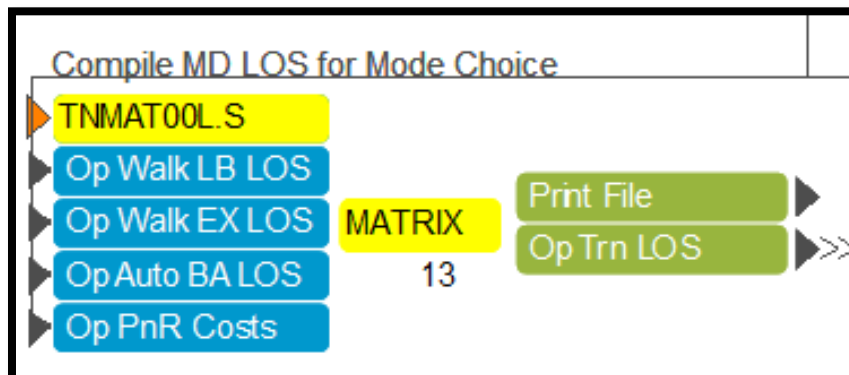 Compile MD LOS for Mode Choice
TNMAT00L.S
Op Walk LB LOS
Op Walk EX LOS
Op Auto BA LOS
Op PnR Costs
MATRIX
13
Print File
Op Trn LOS